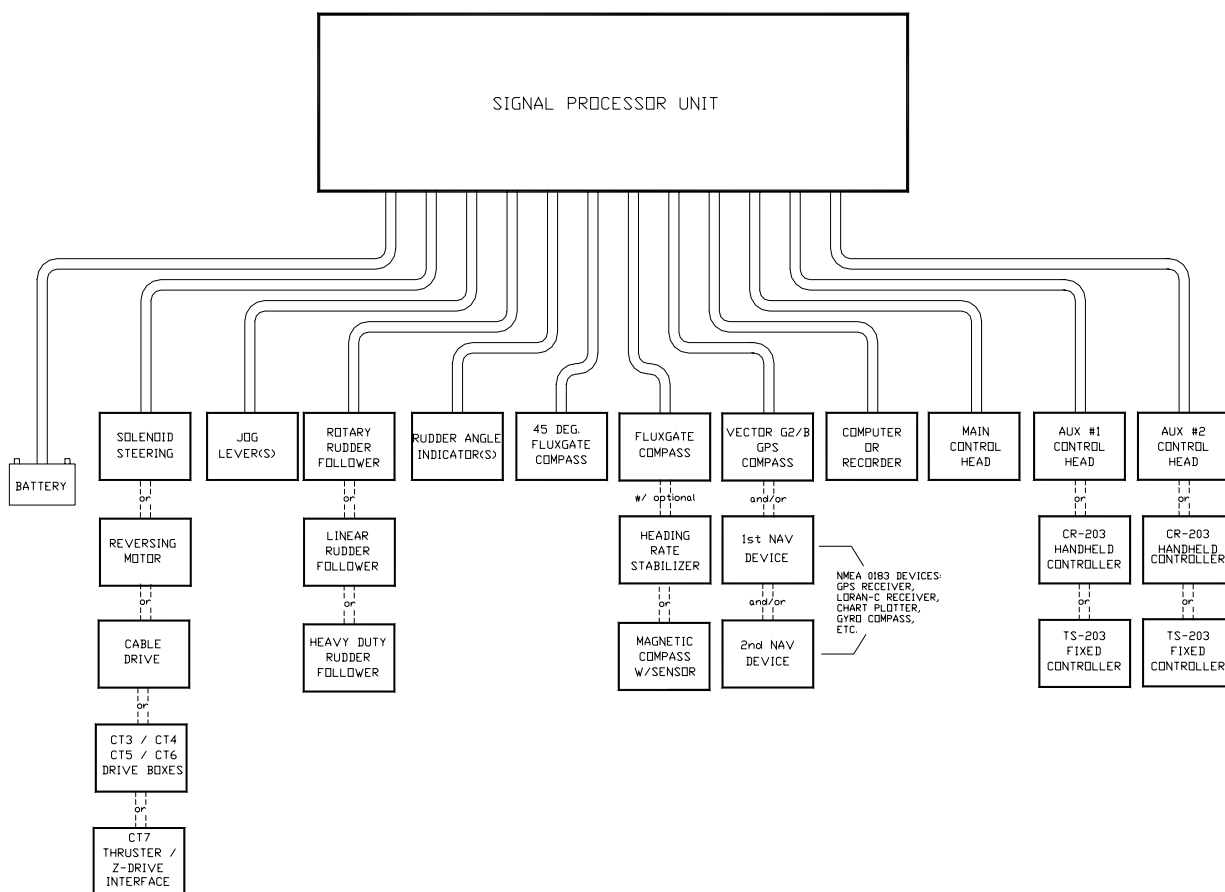 SIGNAL PROCESSOR UNIT
BATTERY
SOLENOID
STEERING
or
REVERSING
MOTOR
or
CABLE
DRIVE
or
CT3 / CT4
CT5 / CT6
DRIVE BOXES
or
CT7
THRUSTER /
Z-DRIVE
INTERFACE
JOG
LEVER(S)
ROTARY
RUDDER
FOLLOWER
or
LINEAR
RUDDER
FOLLOWER
or
HEAVY DUTY
RUDDER
FOLLOWER
RUDDER ANGLE
INDICATOR(S)
45 DEG.
FLUXGATE
COMPASS
FLUXGATE
COMPASS
w/ optional
HEADING
RATE
STABILIZER
or
MAGNETIC
COMPASS
W/SENSOR
VECTOR G2/B
GPS
COMPASS
and/or
1st NAV
DEVICE
and/or
2nd NAV
DEVICE
NMEA 0183 DEVICES:
GPS RECEIVER,
LORAN-C RECEIVER,
CHART PLOTTER,
GYRO COMPASS,
ETC.
COMPUTER
OR
RECORDER
MAIN
CONTROL
HEAD
AUX #1
CONTROL
HEAD
or
CR-203
HANDHELD
CONTROLLER
or
TS-203
FIXED
CONTROLLER
AUX #2
CONTROL
HEAD
or
CR-203
HANDHELD
CONTROLLER
or
TS-203
FIXED
CONTROLLER